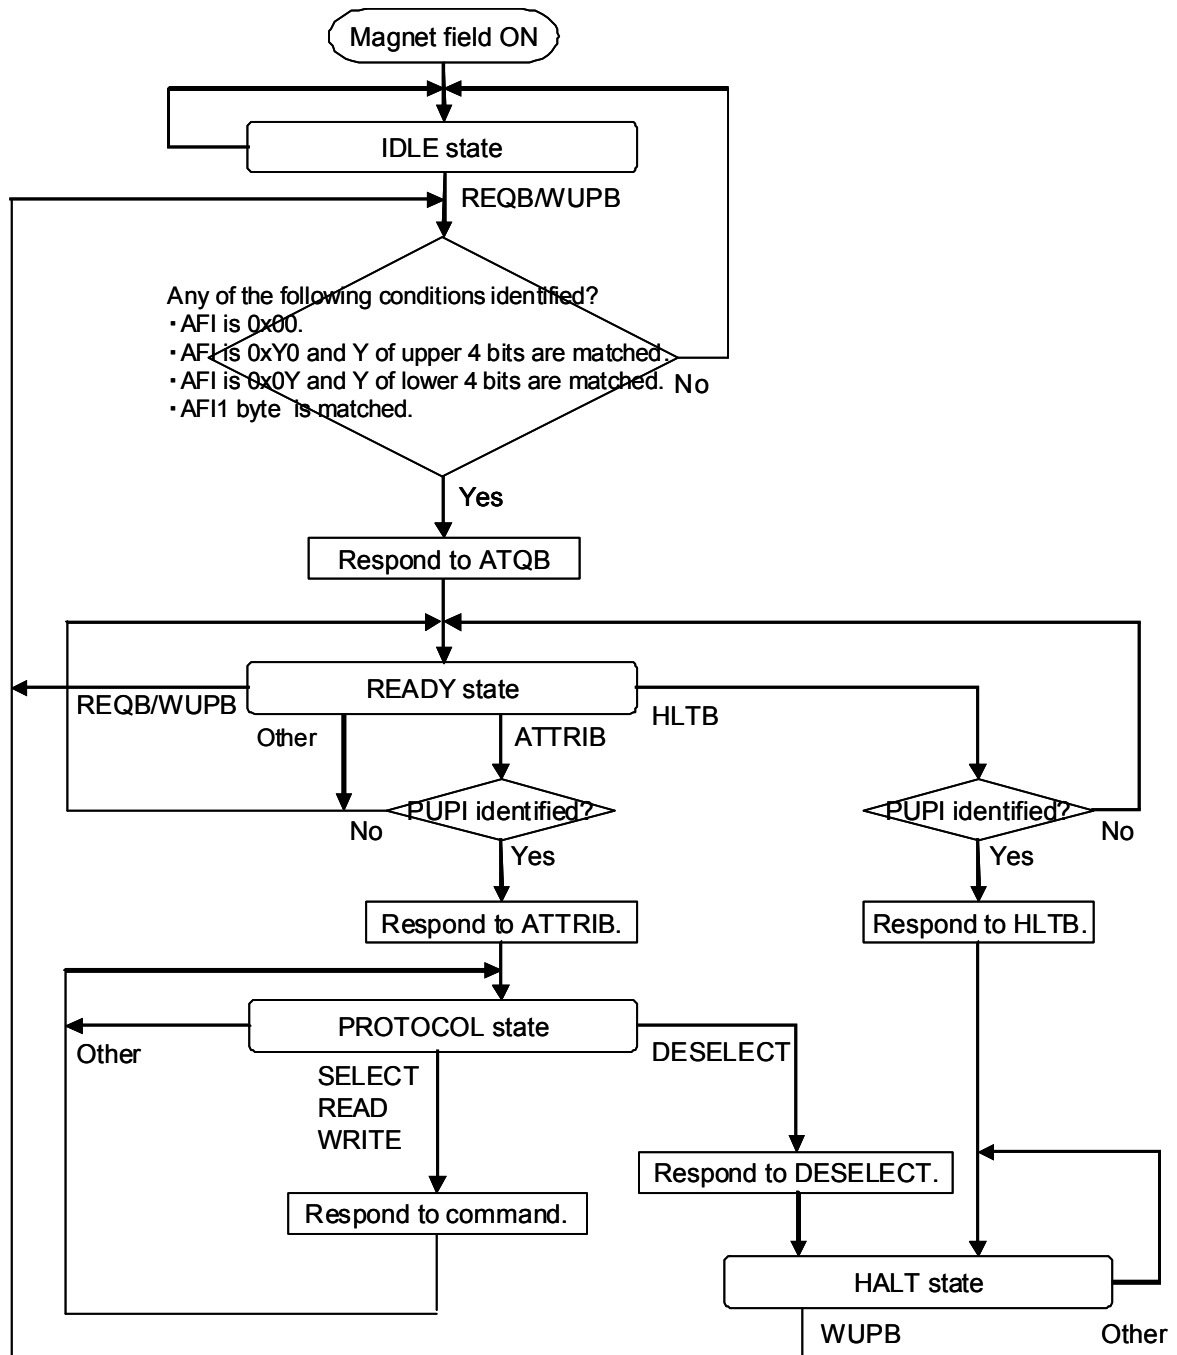 Magnet field ON
IDLE state
REQB/WUPB
Any of the following conditions identified?
・AFI is 0x00.
・AFI is 0xY0 and Y of upper 4 bits are matched.
・AFI is 0x0Y and Y of lower 4 bits are matched.
・AFI1 byte is matched.
No
Yes
Respond to ATQB
READY state
REQB/WUPB
Other
ATTRIB
HLTB
PUPI identified?
No
Yes
PUPI identified?
No
Yes
Respond to ATTRIB.
Respond to HLTB.
PROTOCOL state
Other
SELECT
READ
WRITE
DESELECT
Respond to DESELECT.
Respond to command.
HALT state
WUPB
Other